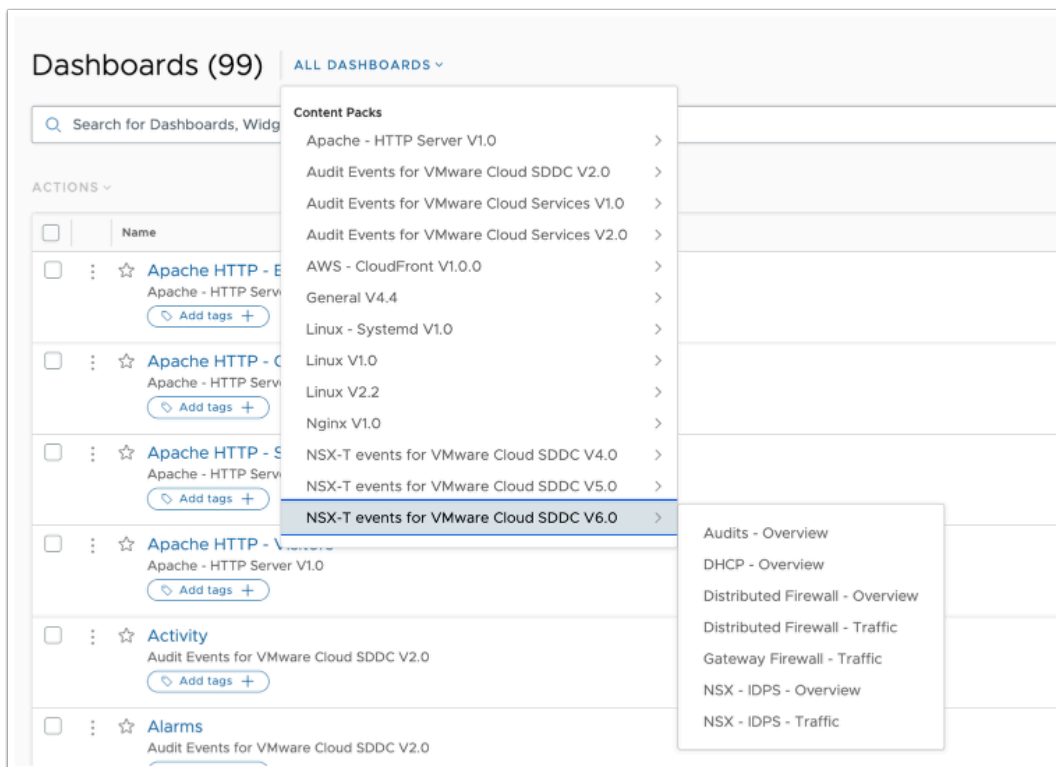 Dashboards (99)
ALL DASHBOARDS
Search for Dashboards, Widg
ACTIONS
Name
Content Packs
Apache - HTTP Server V1.0
Audit Events for VMware Cloud SDDC V2.0
Audit Events for VMware Cloud Services V1.0
Audit Events for VMware Cloud Services V2.0
AWS - CloudFront V1.0.0
General V4.4
Linux - Systemd V1.0
Linux V1.0
Linux V2.2
Nginx V1.0
NSX-T events for VMware Cloud SDDC V4.0
NSX-T events for VMware Cloud SDDC V5.0
NSX-T events for VMware Cloud SDDC V6.0
Audits - Overview
DHCP - Overview
Distributed Firewall - Overview
Distributed Firewall - Traffic
Gateway Firewall - Traffic
NSX - IDPS - Overview
NSX - IDPS - Traffic
Apache HTTP - E
Apache - HTTP Serv
Add tags +
Apache HTTP - C
Apache - HTTP Serv
Add tags +
Apache HTTP - S
Apache - HTTP Serv
Add tags +
Apache HTTP - Visitors
Apache - HTTP Server V1.0
Add tags +
Activity
Audit Events for VMware Cloud SDDC V2.0
Add tags +
Alarms
Audit Events for VMware Cloud SDDC V2.0